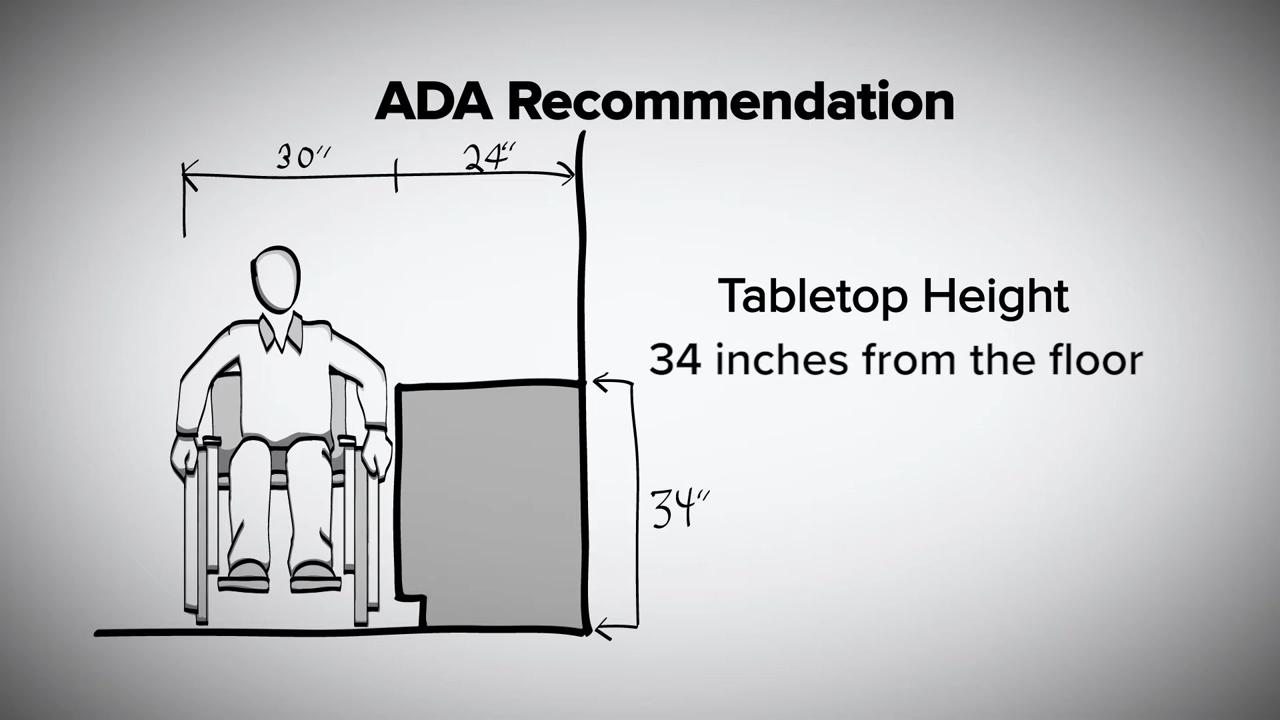 ADA Recommendation
30"
24"
Tabletop Height
34 inches from the floor
34"